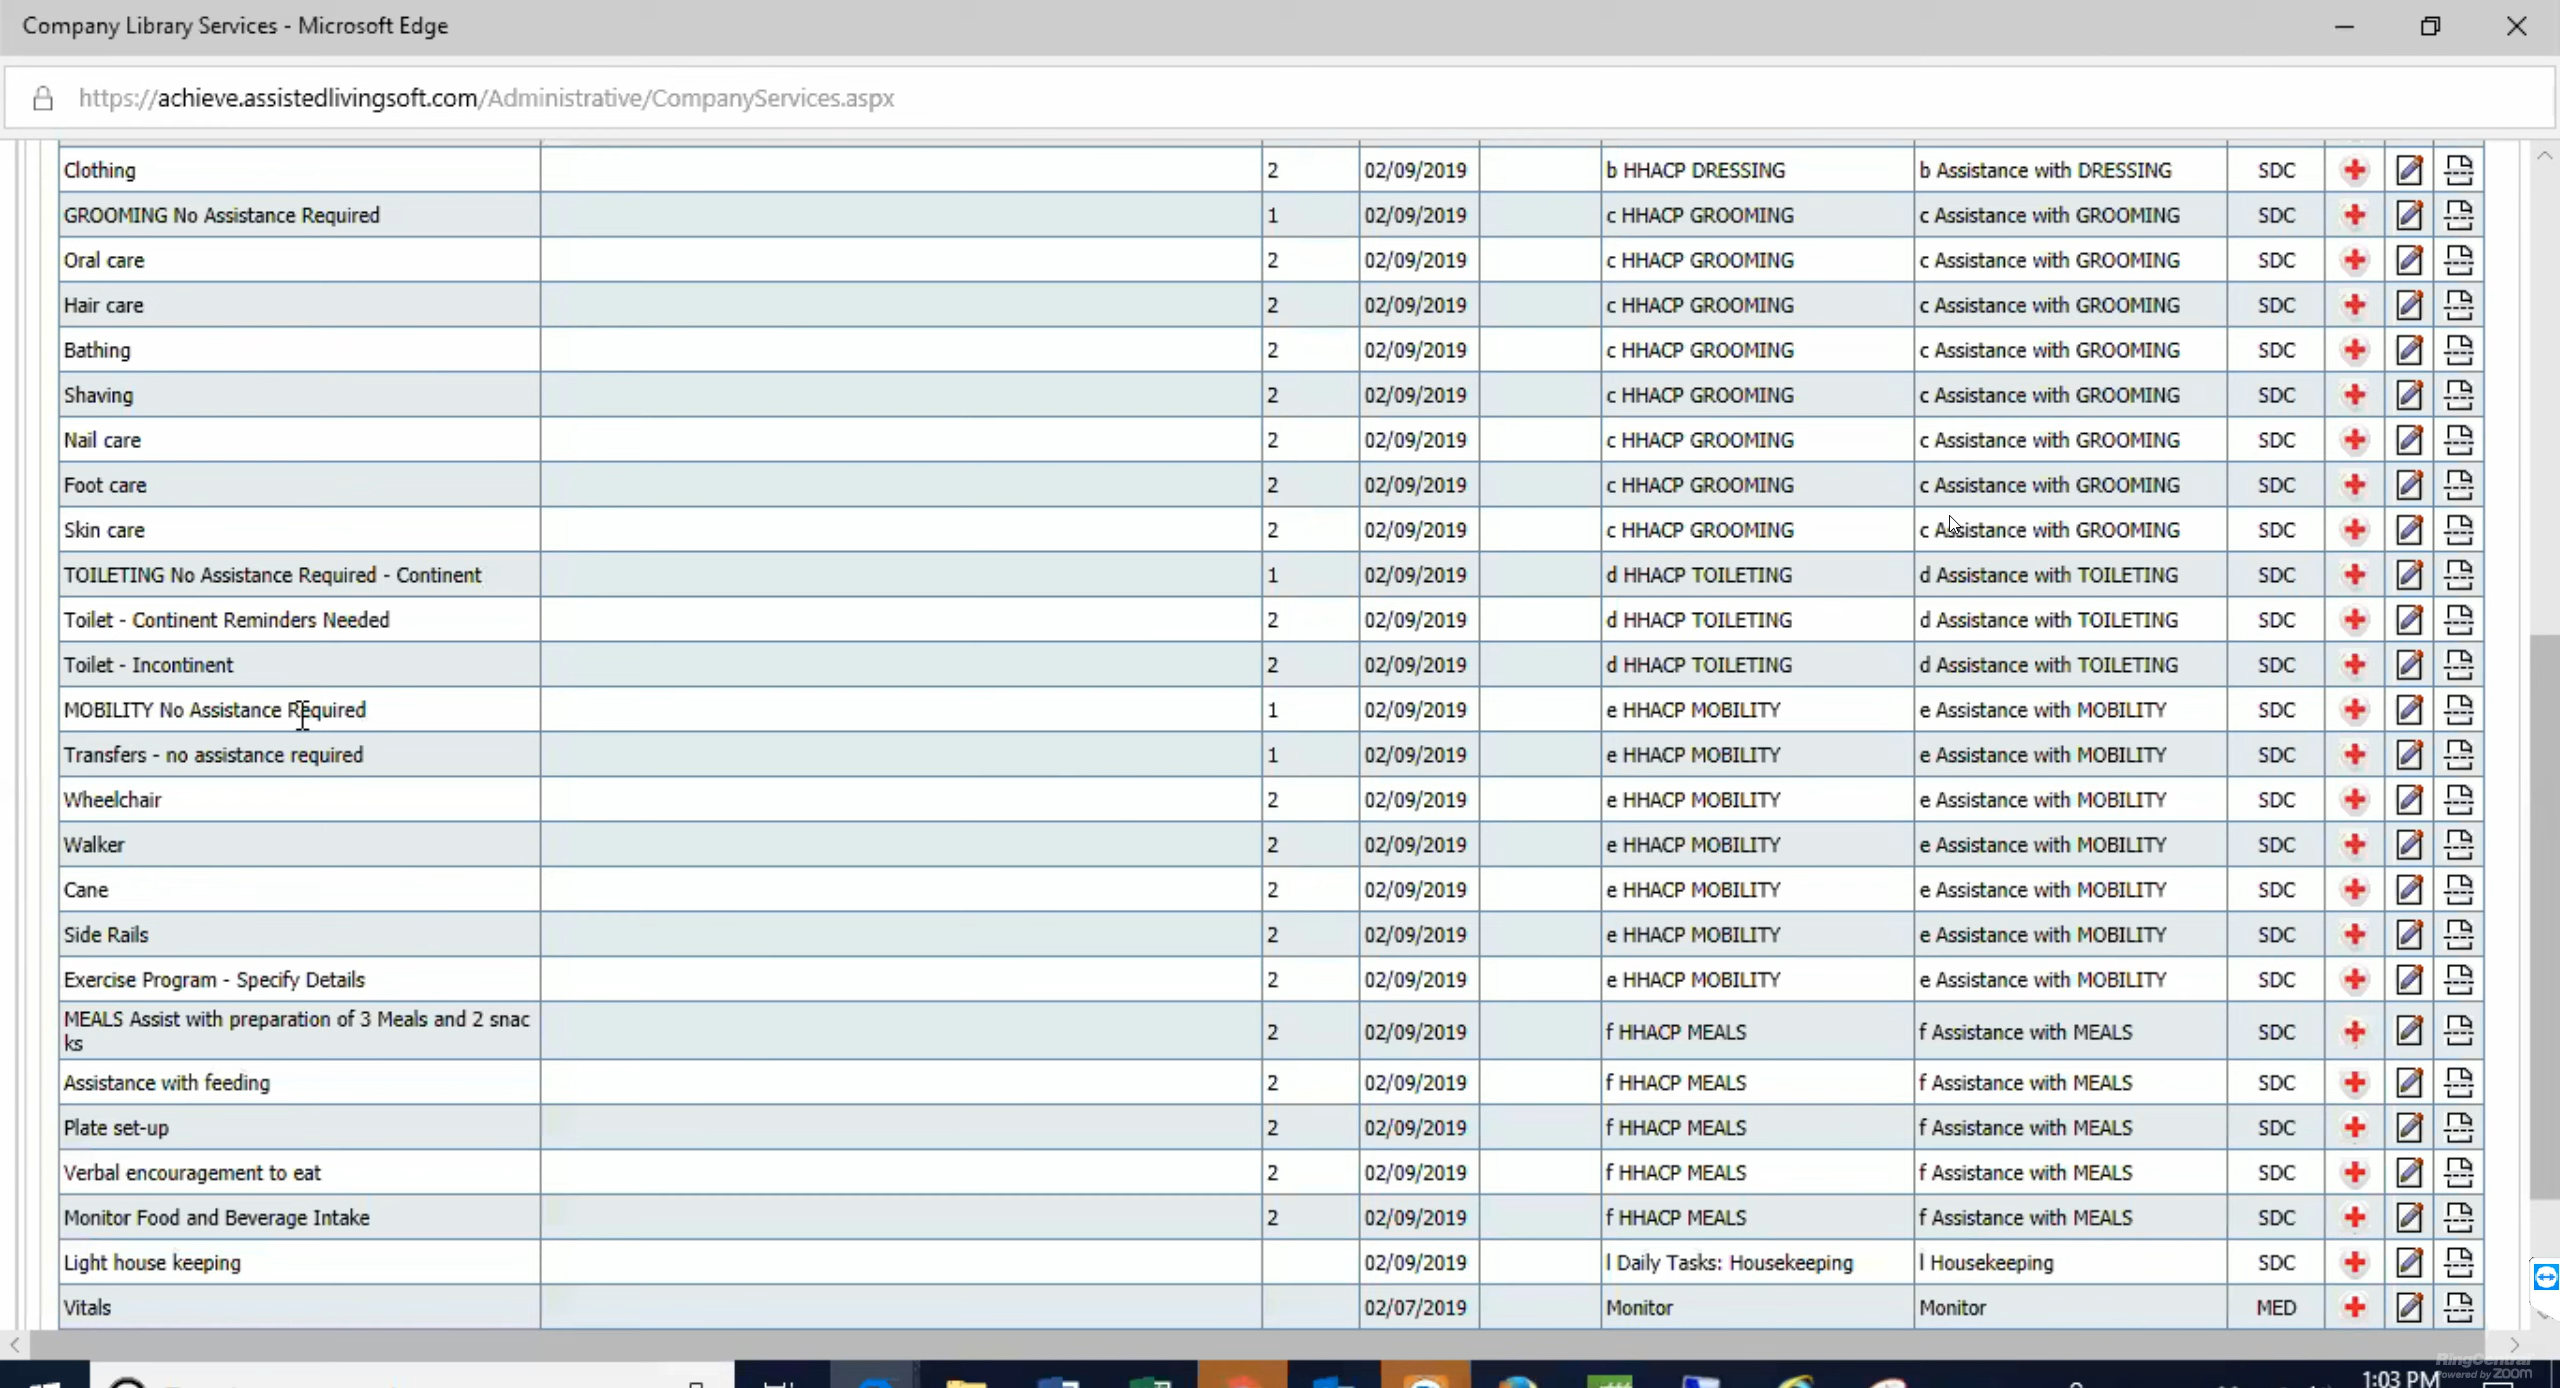 Company Library Services - Microsoft Edge
https://achieve.assistedlivingsoft.com/Administrative/CompanyServices.aspx
Clothing 2 02/09/2019 b HHACP DRESSING b Assistance with DRESSING SDC
GROOMING No Assistance Required 1 02/09/2019 c HHACP GROOMING c Assistance with GROOMING SDC
Oral care 2 02/09/2019 c HHACP GROOMING c Assistance with GROOMING SDC
Hair care 2 02/09/2019 c HHACP GROOMING c Assistance with GROOMING SDC
Bathing 2 02/09/2019 c HHACP GROOMING c Assistance with GROOMING SDC
Shaving 2 02/09/2019 c HHACP GROOMING c Assistance with GROOMING SDC
Nail care 2 02/09/2019 c HHACP GROOMING c Assistance with GROOMING SDC
Foot care 2 02/09/2019 c HHACP GROOMING c Assistance with GROOMING SDC
Skin care 2 02/09/2019 c HHACP GROOMING c Assistance with GROOMING SDC
TOILETING No Assistance Required - Continent 1 02/09/2019 d HHACP TOILETING d Assistance with TOILETING SDC
Toilet - Continent Reminders Needed 2 02/09/2019 d HHACP TOILETING d Assistance with TOILETING SDC
Toilet - Incontinent 2 02/09/2019 d HHACP TOILETING d Assistance with TOILETING SDC
MOBILITY No Assistance Required 1 02/09/2019 e HHACP MOBILITY e Assistance with MOBILITY SDC
Transfers - no assistance required 1 02/09/2019 e HHACP MOBILITY e Assistance with MOBILITY SDC
Wheelchair 2 02/09/2019 e HHACP MOBILITY e Assistance with MOBILITY SDC
Walker 2 02/09/2019 e HHACP MOBILITY e Assistance with MOBILITY SDC
Cane 2 02/09/2019 e HHACP MOBILITY e Assistance with MOBILITY SDC
Side Rails 2 02/09/2019 e HHACP MOBILITY e Assistance with MOBILITY SDC
Exercise Program - Specify Details 2 02/09/2019 e HHACP MOBILITY e Assistance with MOBILITY SDC
MEALS Assist with preparation of 3 Meals and 2 snac
ks 2 02/09/2019 f HHACP MEALS f Assistance with MEALS SDC
Assistance with feeding 2 02/09/2019 f HHACP MEALS f Assistance with MEALS SDC
Plate set-up 2 02/09/2019 f HHACP MEALS f Assistance with MEALS SDC
Verbal encouragement to eat 2 02/09/2019 f HHACP MEALS f Assistance with MEALS SDC
Monitor Food and Beverage Intake 2 02/09/2019 f HHACP MEALS f Assistance with MEALS SDC
Light house keeping 02/09/2019 l Daily Tasks: Housekeeping l Housekeeping SDC
Vitals 02/07/2019 Monitor Monitor MED
RingCentral
Powered by zoom
1:03 PM